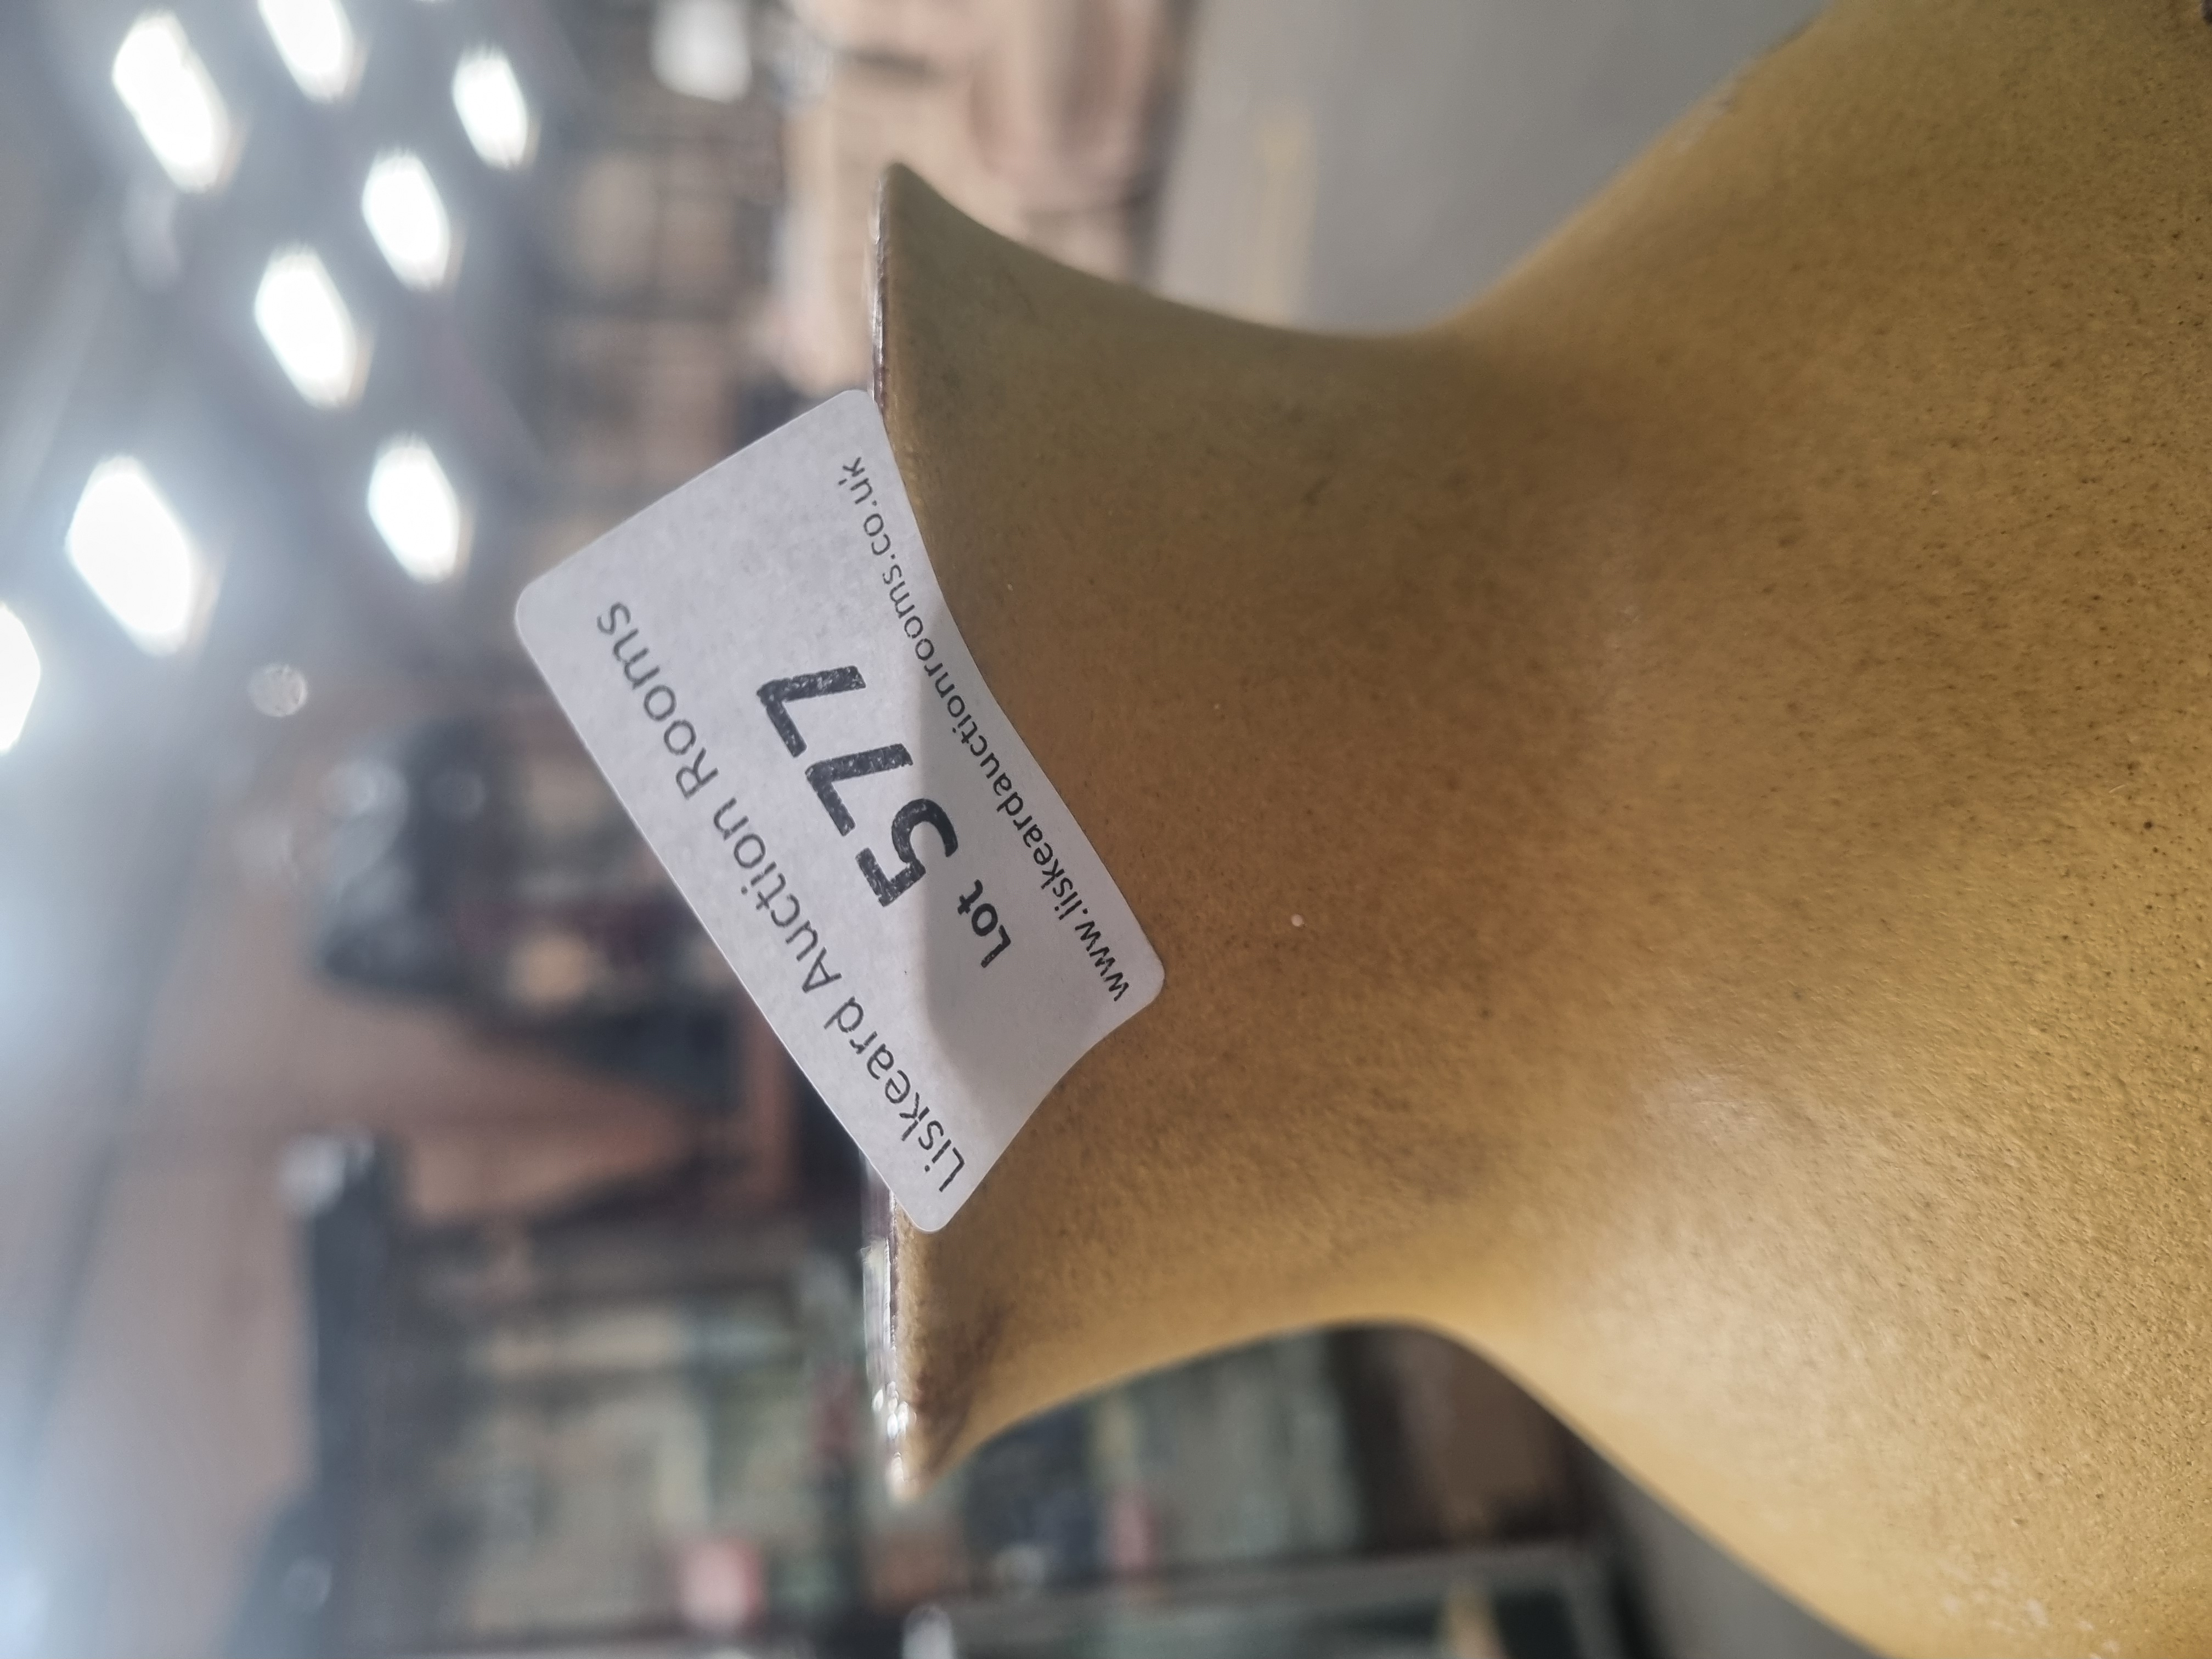 Liskeard Auction Rooms
Lot 577
www.liskeardauctionrooms.co.uk